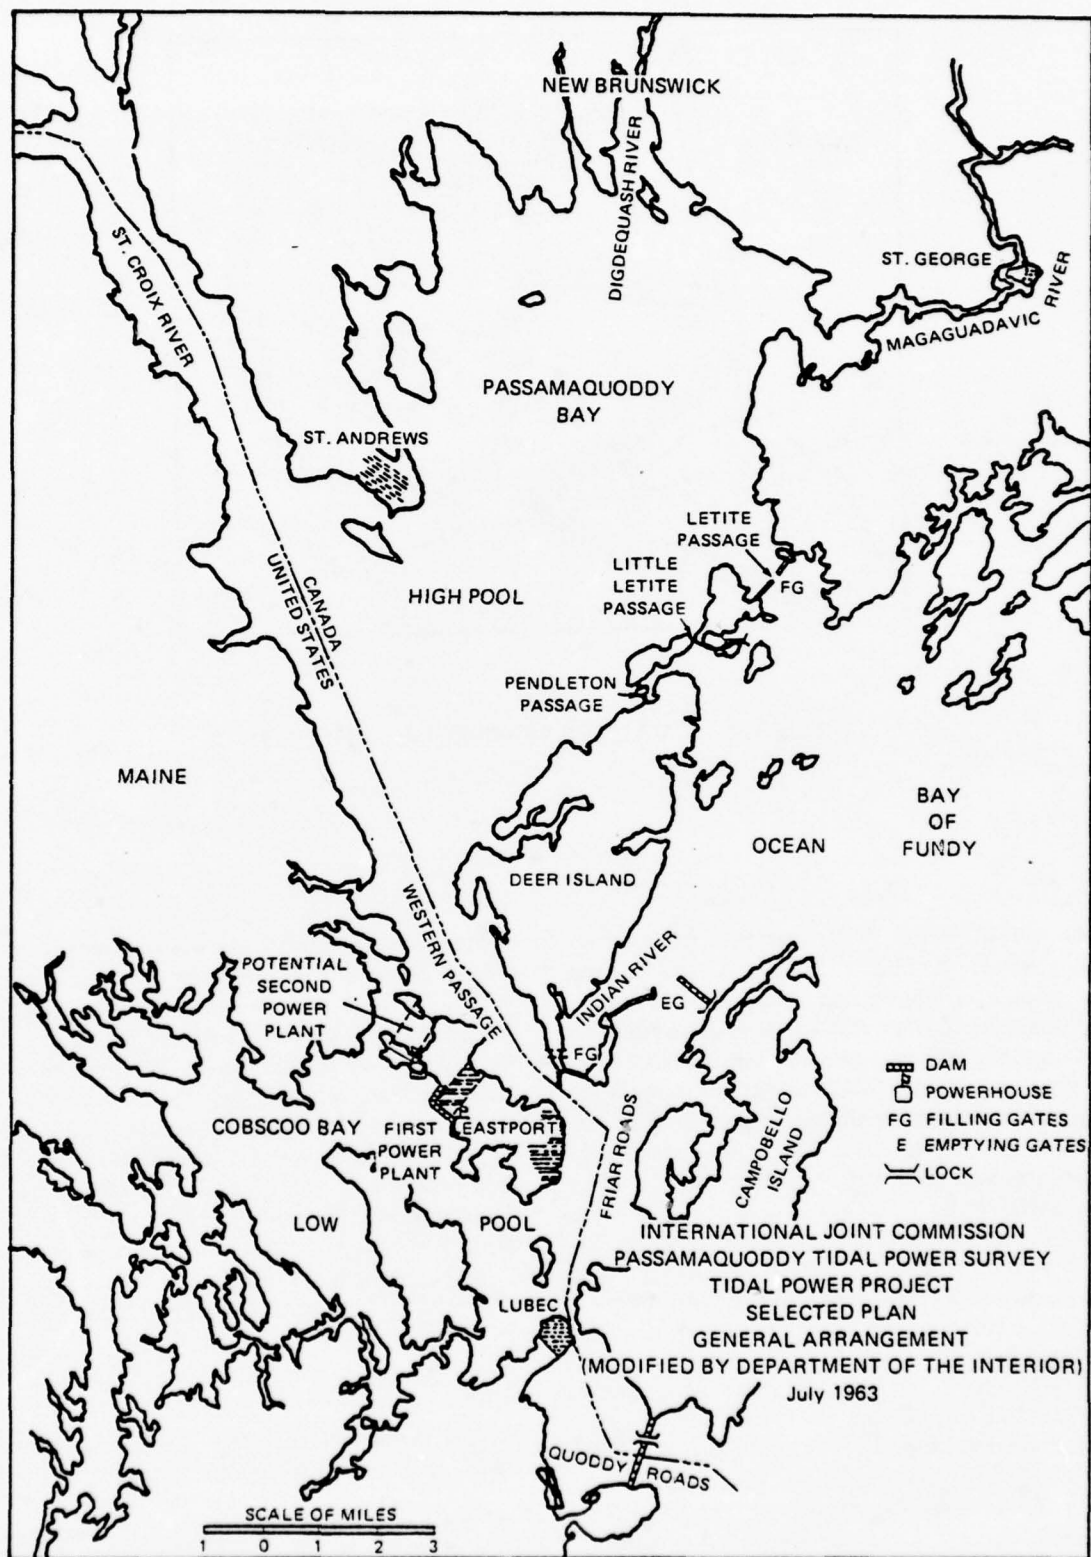 NEW BRUNSWICK
DIGDEQUASH RIVER
ST. GEORGE
MAGAGUADAVIC RIVER
ST. CROIX RIVER
PASSAMAQUODDY
BAY
ST. ANDREWS
LETITE
PASSAGE
FG
LITTLE
LETITE
PASSAGE
HIGH POOL
CANADA
UNITED STATES
PENDLETON
PASSAGE
MAINE
BAY
OF
FUNDY
OCEAN
DEER ISLAND
WESTERN PASSAGE
INDIAN RIVER
EG
FG
POTENTIAL
SECOND
POWER
PLANT
COBSCOO BAY
FIRST
POWER
PLANT
EASTPORT
FRIAR ROADS
CAMPOBELLO
ISLAND
DAM
POWERHOUSE
FG FILLING GATES
E EMPTYING GATES
LOCK
LOW POOL
LUBEC
INTERNATIONAL JOINT COMMISSION
PASSAMAQUODDY TIDAL POWER SURVEY
TIDAL POWER PROJECT
SELECTED PLAN
GENERAL ARRANGEMENT
(MODIFIED BY DEPARTMENT OF THE INTERIOR)
July 1963
QUODDY ROADS
SCALE OF MILES
1 0 1 2 3